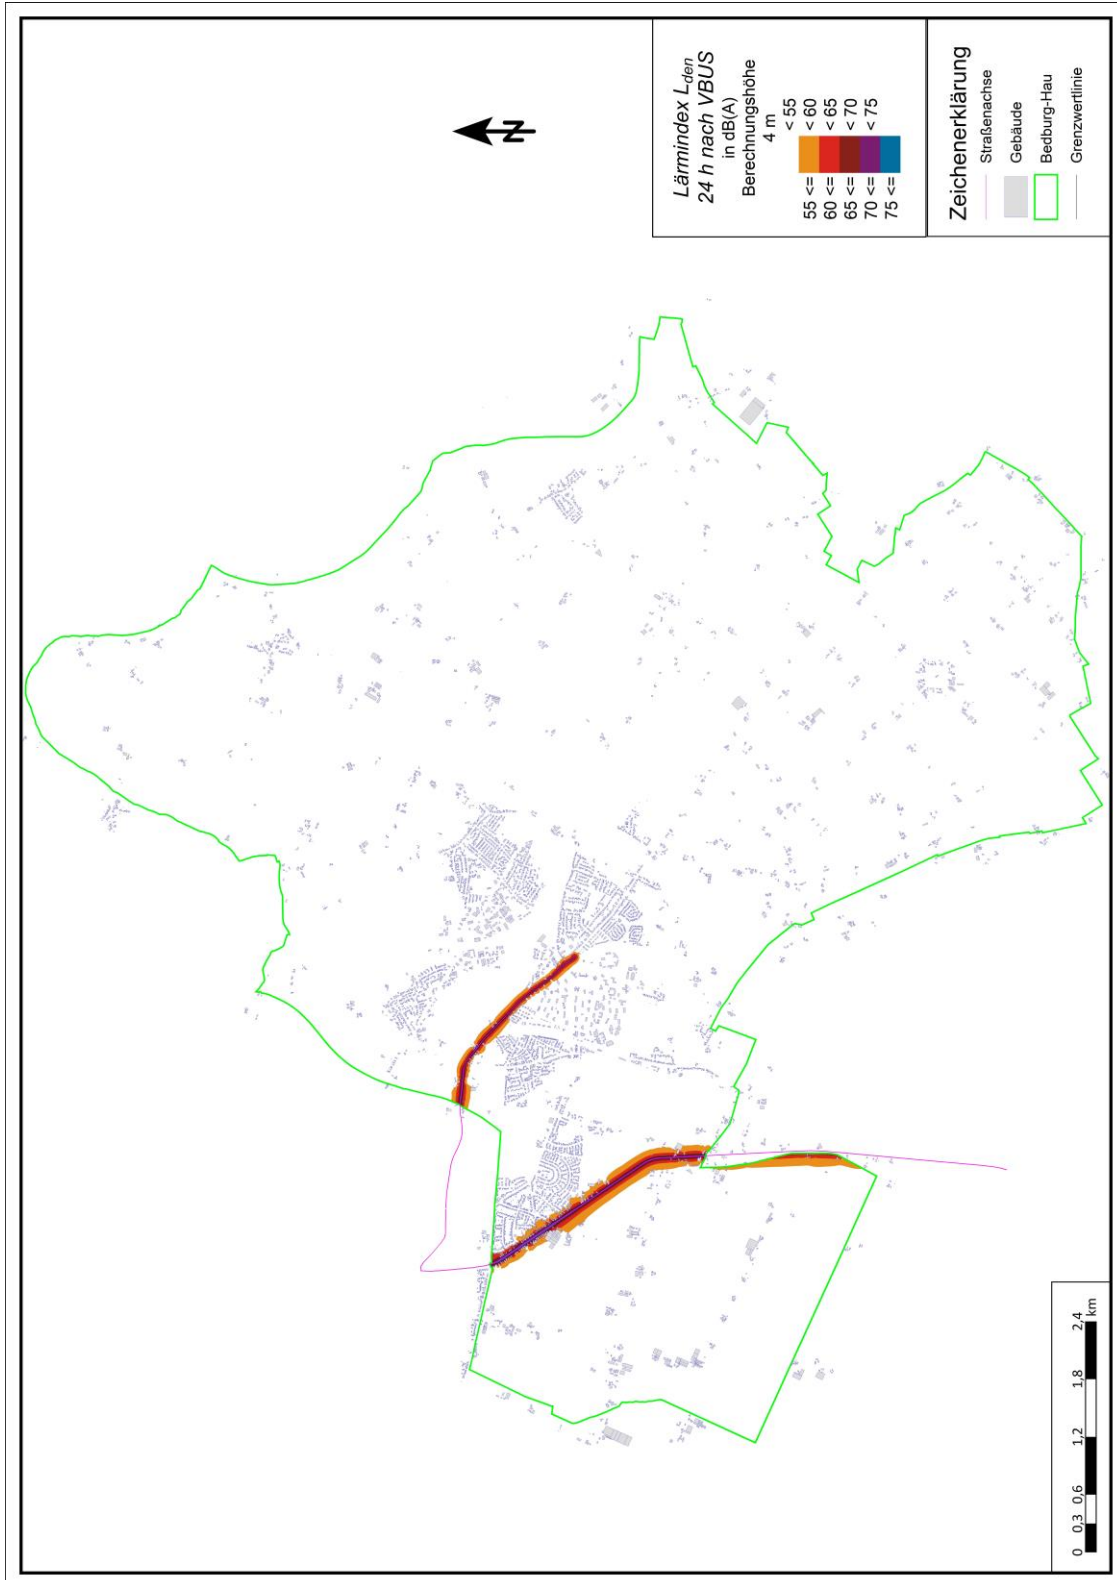 Lärmindex Lden
24 h nach VBUS
in dB(A)
Berechnungshöhe
4 m
< 55
55 <= < 60
60 <= < 65
65 <= < 70
70 <= < 75
75 <=
Zeichenerklärung
Straßenachse
Gebäude
Bedburg-Hau
Grenzwertlinie
N
0 0,3 0,6 1,2 1,8 2,4
km